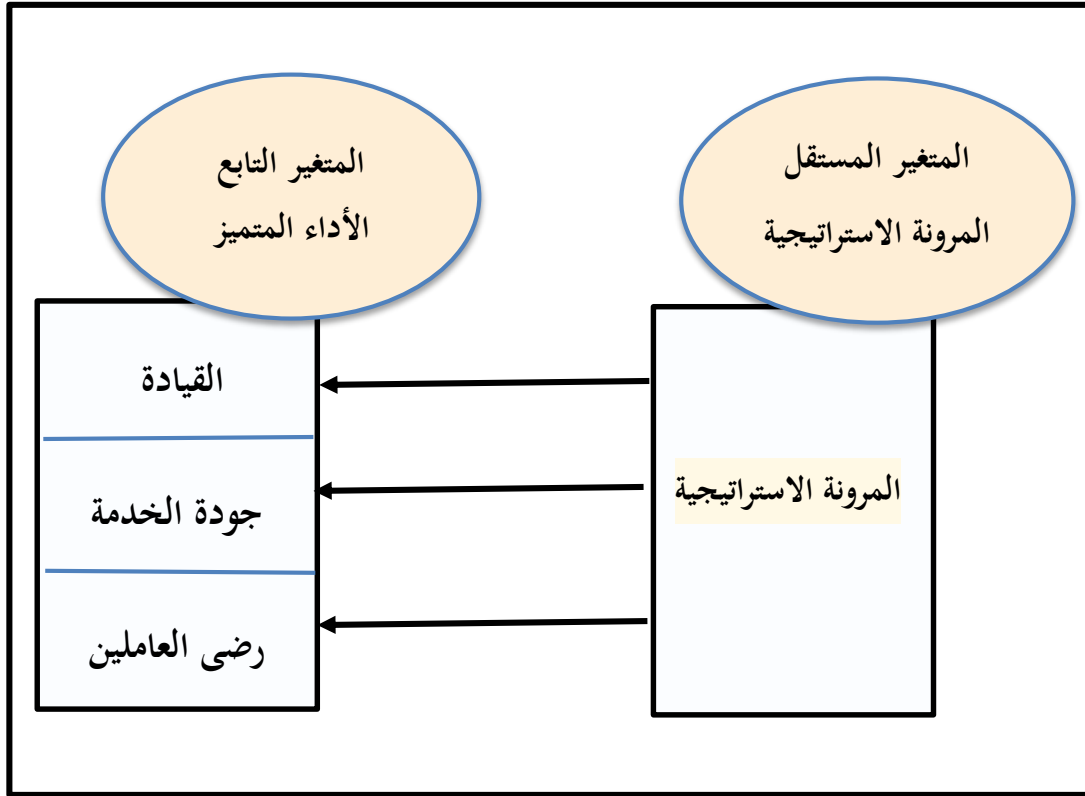 المتغير المستقل
المرونة الاستراتيجية
المتغير التابع
الأداء المتميز
المرونة الاستراتيجية
القيادة
جودة الخدمة
رضى العاملين